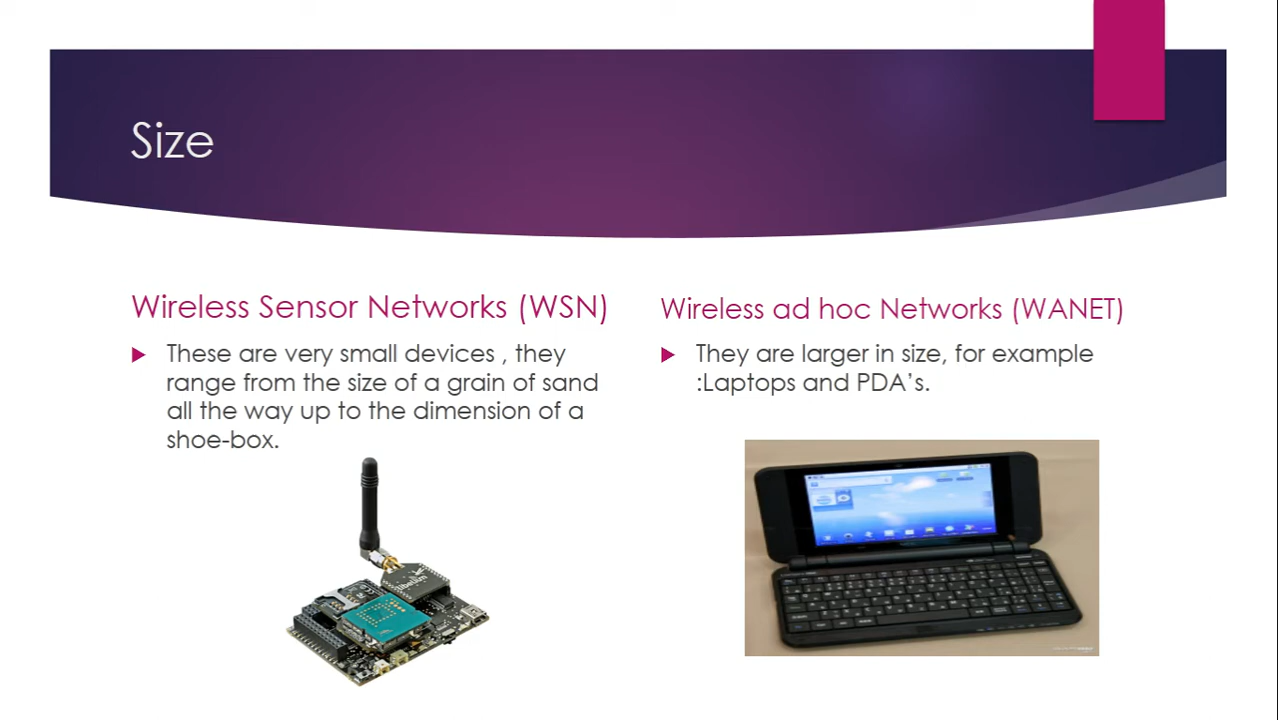 Size
Wireless Sensor Networks (WSN)
These are very small devices , they
range from the size of a grain of sand
all the way up to the dimension of a
shoe-box.
Wireless ad hoc Networks (WANET)
They are larger in size, for example
:Laptops and PDA’s.
libelium